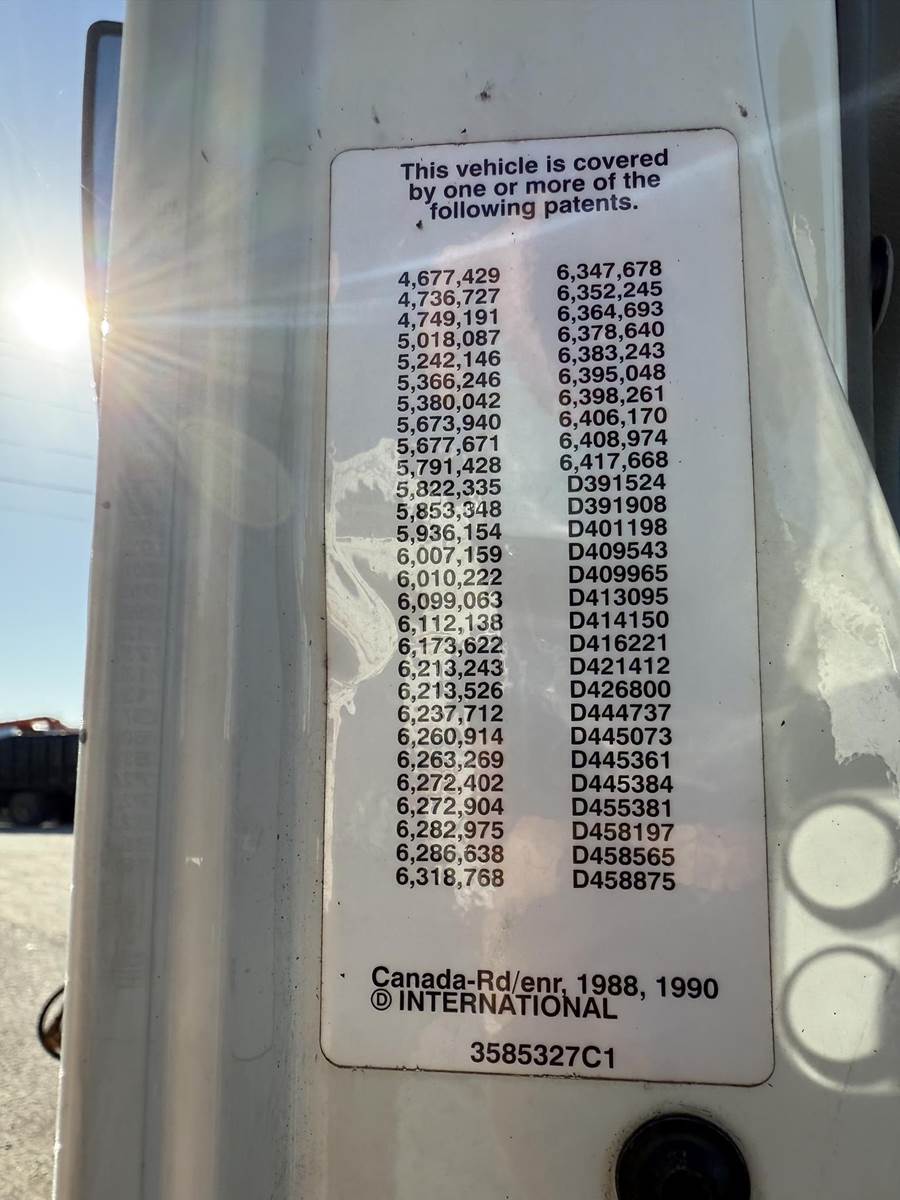 This vehicle is covered
by one or more of the
following patents.
4,677,429
4,736,727
4,749,191
5,018,087
5,242,146
5,366,246
5,380,042
5,673,940
5,677,671
5,791,428
5,822,335
5,853,348
5,936,154
6,007,159
6,010,222
6,099,063
6,112,138
6,173,622
6,213,243
6,213,526
6,237,712
6,260,914
6,263,269
6,272,402
6,272,904
6,282,975
6,286,638
6,318,768
6,347,678
6,352,245
6,364,693
6,378,640
6,383,243
6,395,048
6,398,261
6,406,170
6,408,974
6,417,668
D391524
D391908
D401198
D409543
D409965
D413095
D414150
D416221
D421412
D426800
D444737
D445073
D445361
D445384
D455381
D458197
D458565
D458875
Canada-Rd/enr, 1988, 1990
Ⓓ INTERNATIONAL
3585327C1